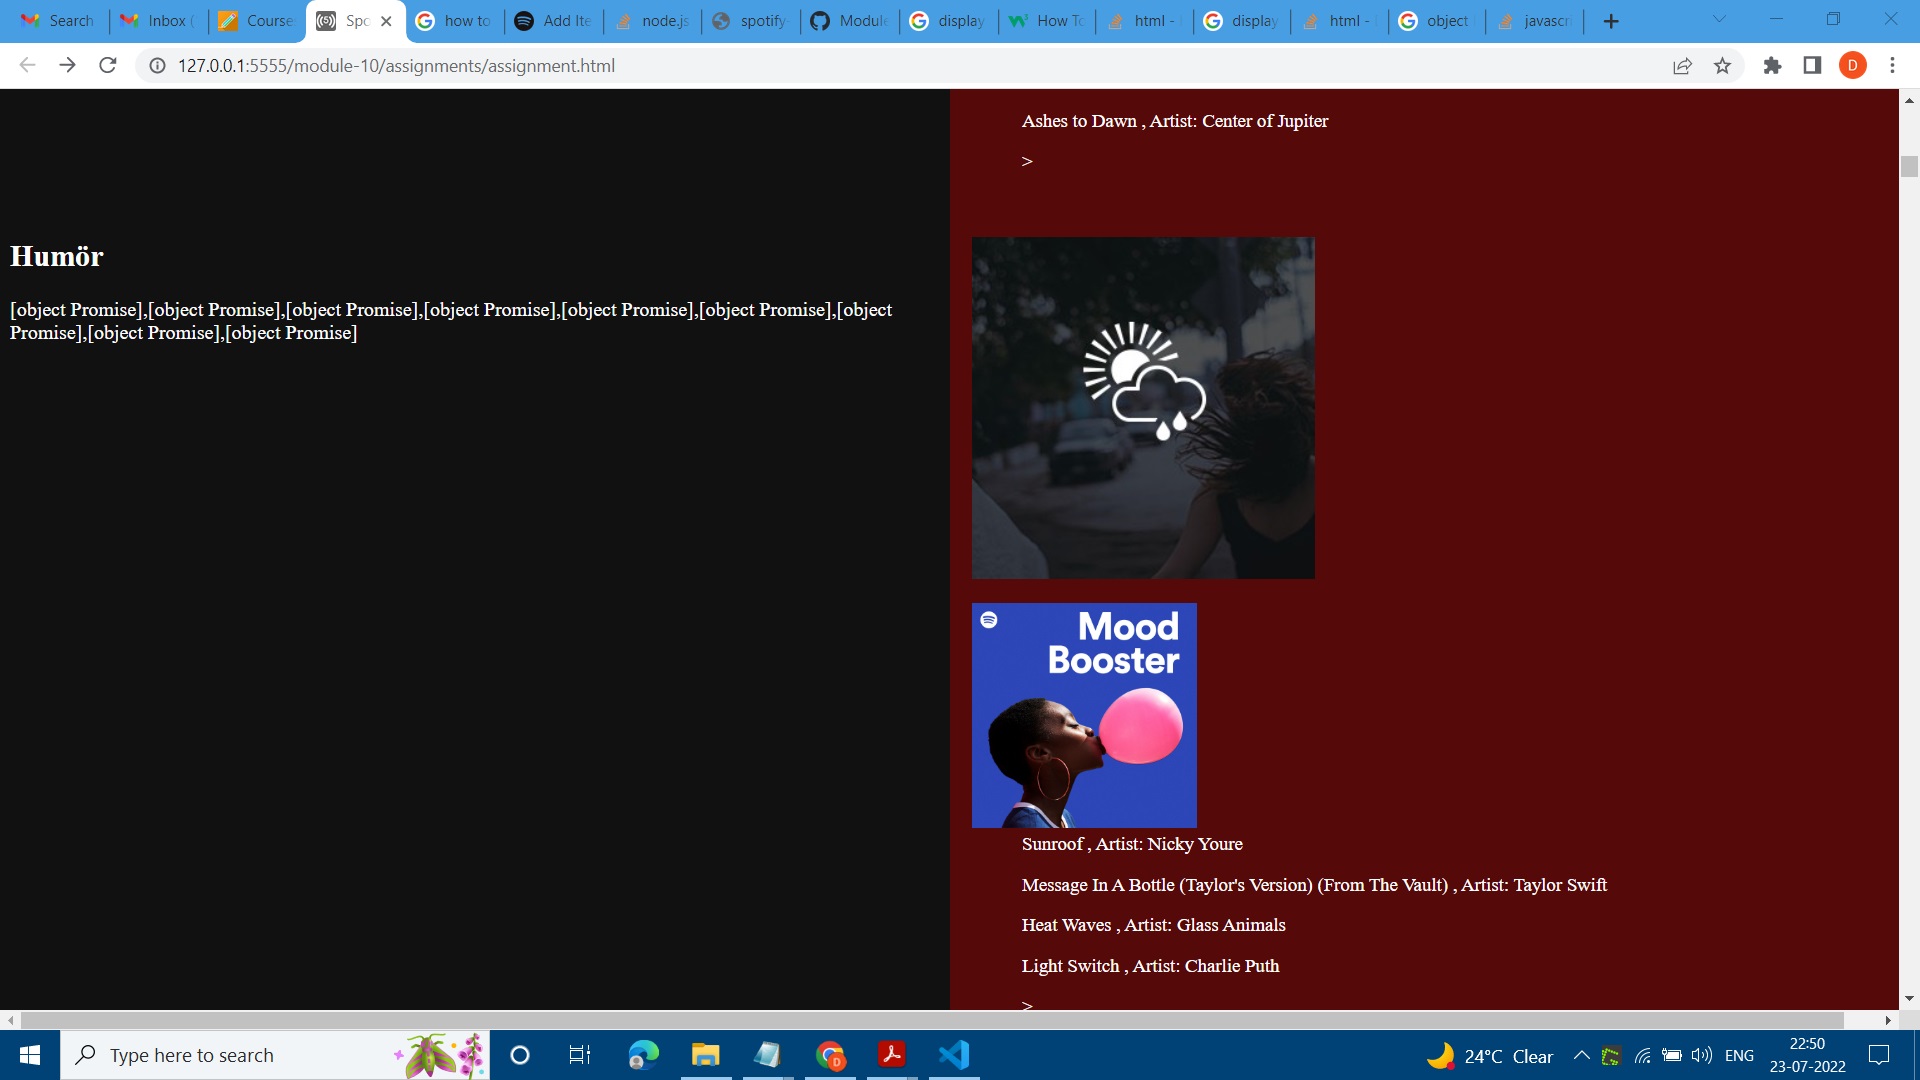 Search
Inbox (
Course
Spo
how to
Add Ite
node.js
spotify-
Module
display
How To
html - J
display
html -
object
javascri
127.0.0.1:5555/module-10/assignments/assignment.html
D
Ashes to Dawn , Artist: Center of Jupiter
>
Humör
[object Promise],[object Promise],[object Promise],[object Promise],[object Promise],[object Promise],[object
Promise],[object Promise],[object Promise]
Mood
Booster
Sunroof , Artist: Nicky Youre
Message In A Bottle (Taylor's Version) (From The Vault) , Artist: Taylor Swift
Heat Waves , Artist: Glass Animals
Light Switch , Artist: Charlie Puth
>
Type here to search
24°C Clear
ENG
22:50
23-07-2022